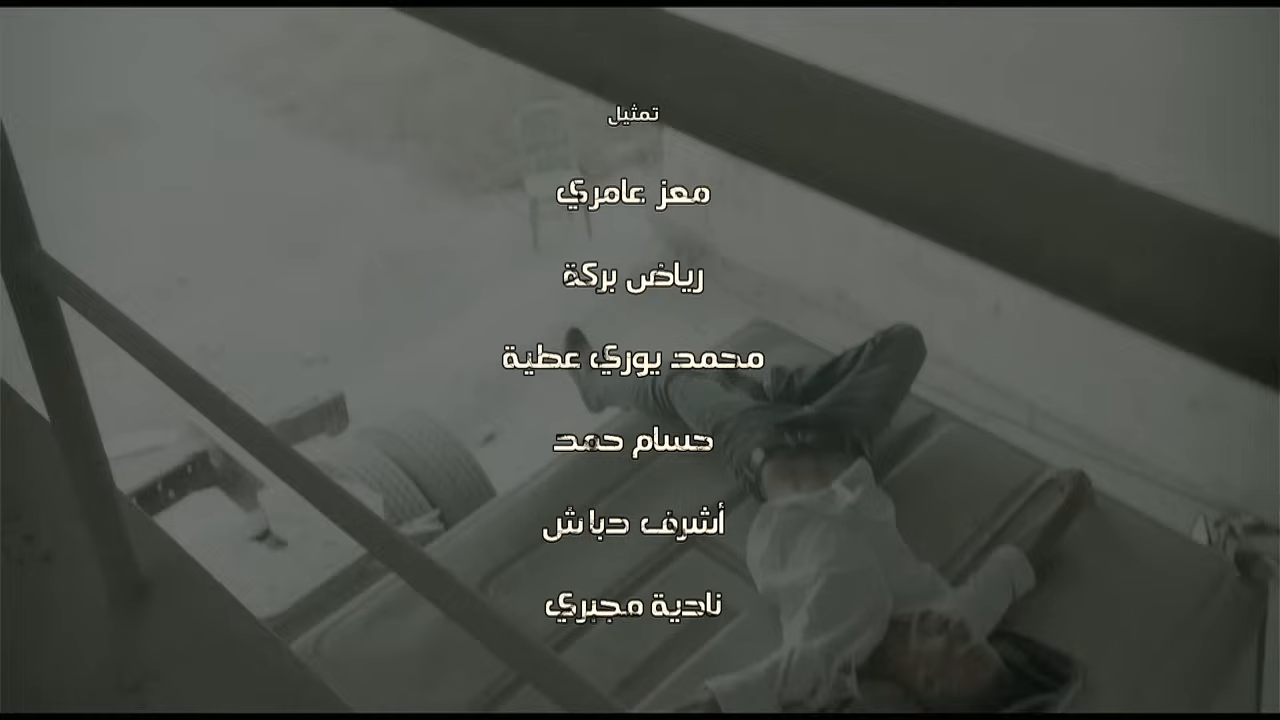 تمثيل
معز عامري
رياض بركة
محمد يوري عطية
حسام حمد
أشرف دباش
نادية مجبري